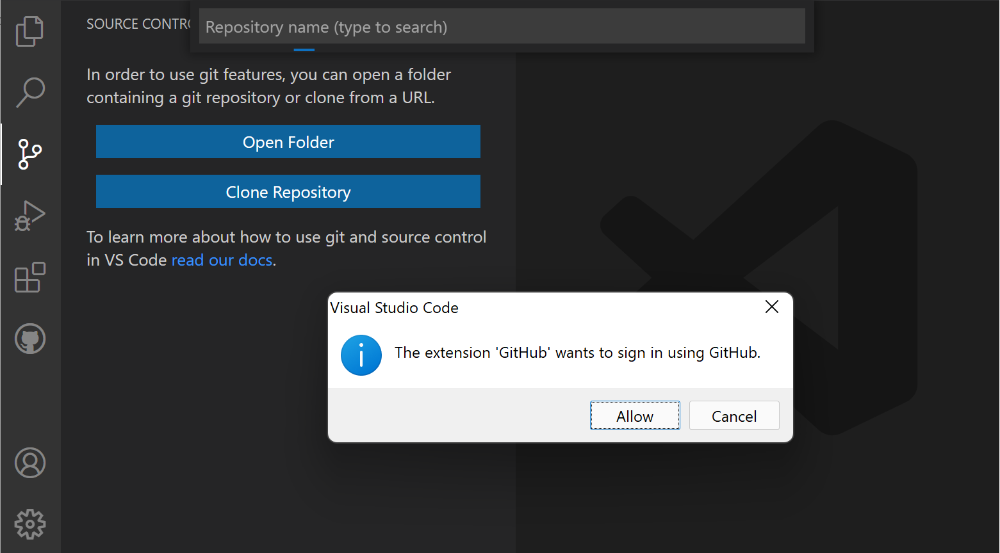 SOURCE CONTRO
Repository name (type to search)
In order to use git features, you can open a folder
containing a git repository or clone from a URL.
Open Folder
Clone Repository
To learn more about how to use git and source control
in VS Code read our docs.
Visual Studio Code
The extension 'GitHub' wants to sign in using GitHub.
Allow
Cancel